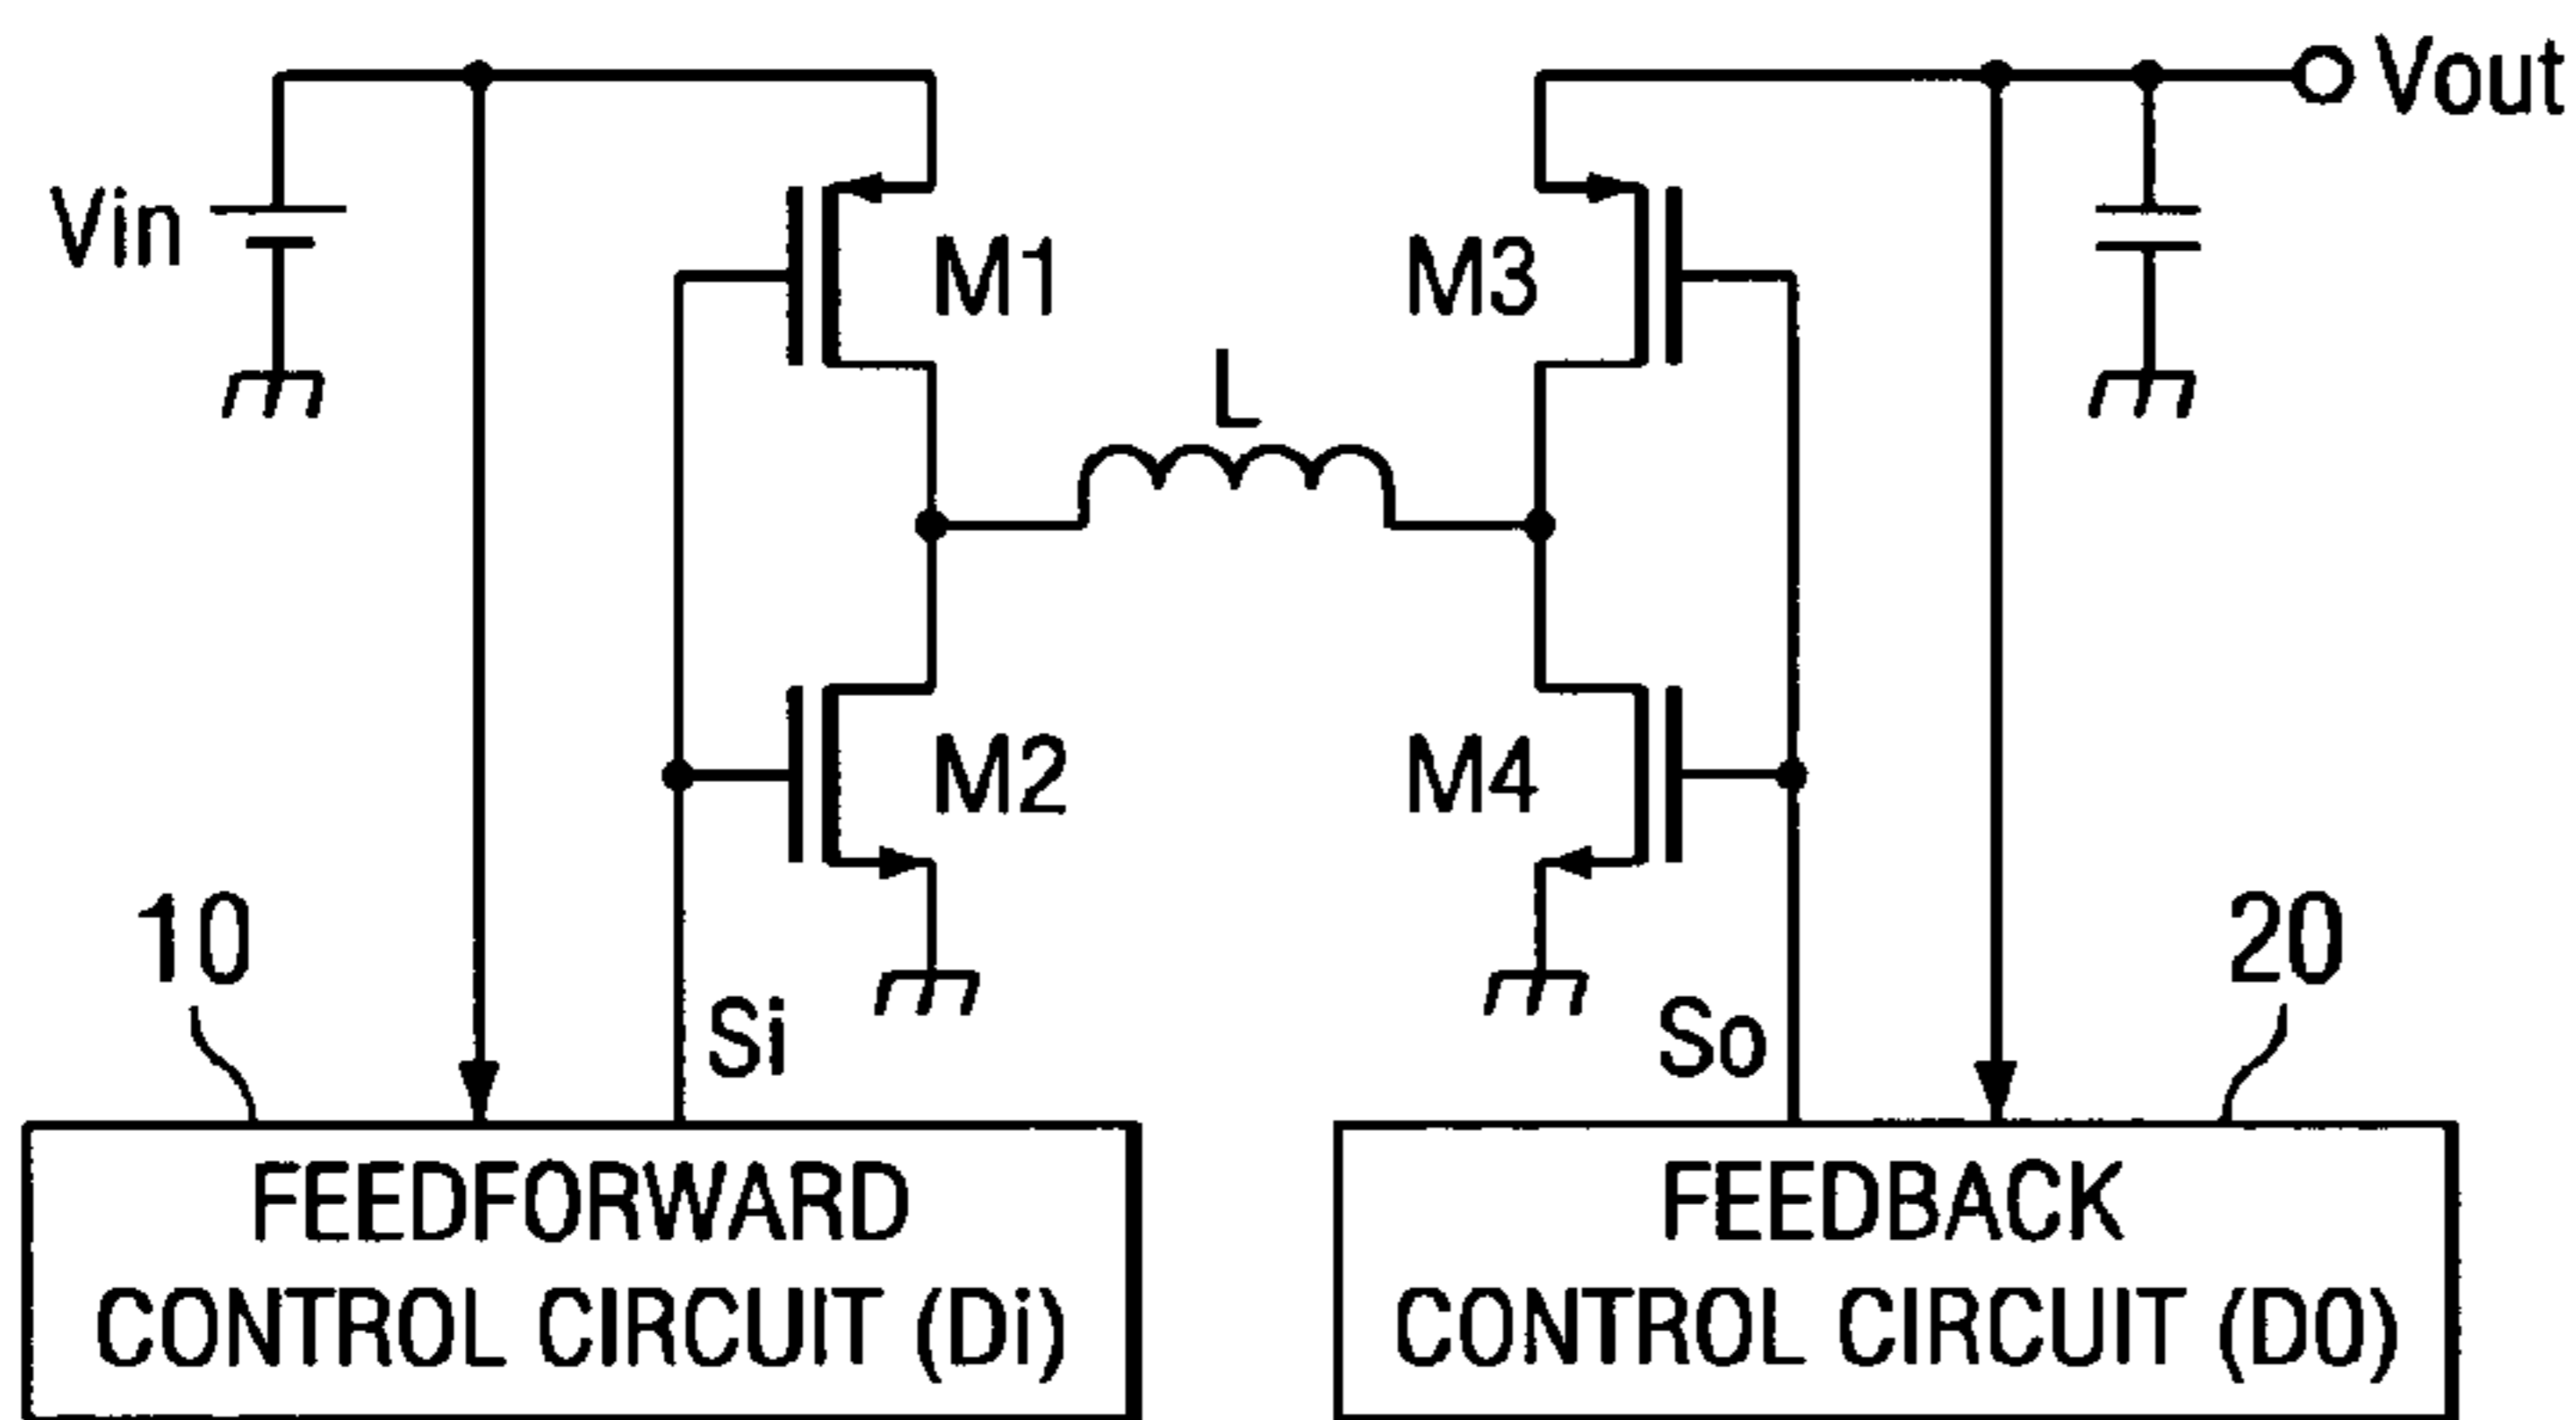 Vout
Vin
M1
M3
L
M2
M4
10
20
Si
So
FEEDFORWARD
CONTROL CIRCUIT (Di)
FEEDBACK
CONTROL CIRCUIT (D0)